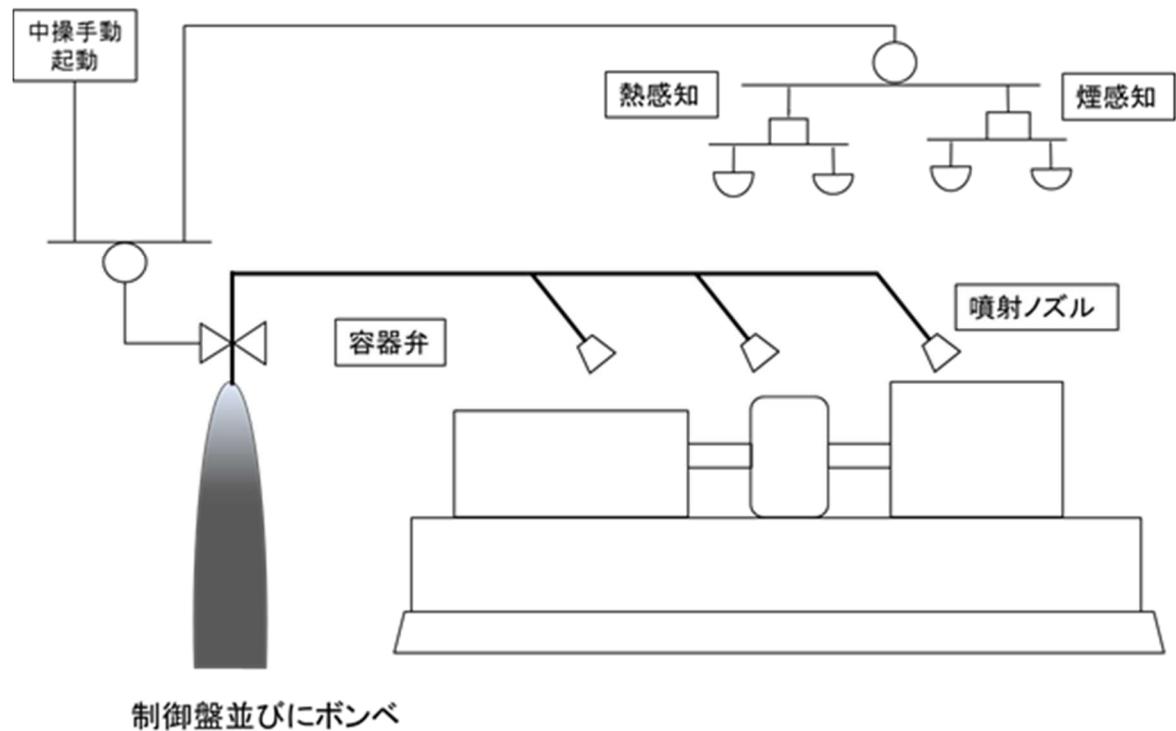 中操手動
起動
熱感知
煙感知
噴射ノズル
容器弁
制御盤並びにボンベ